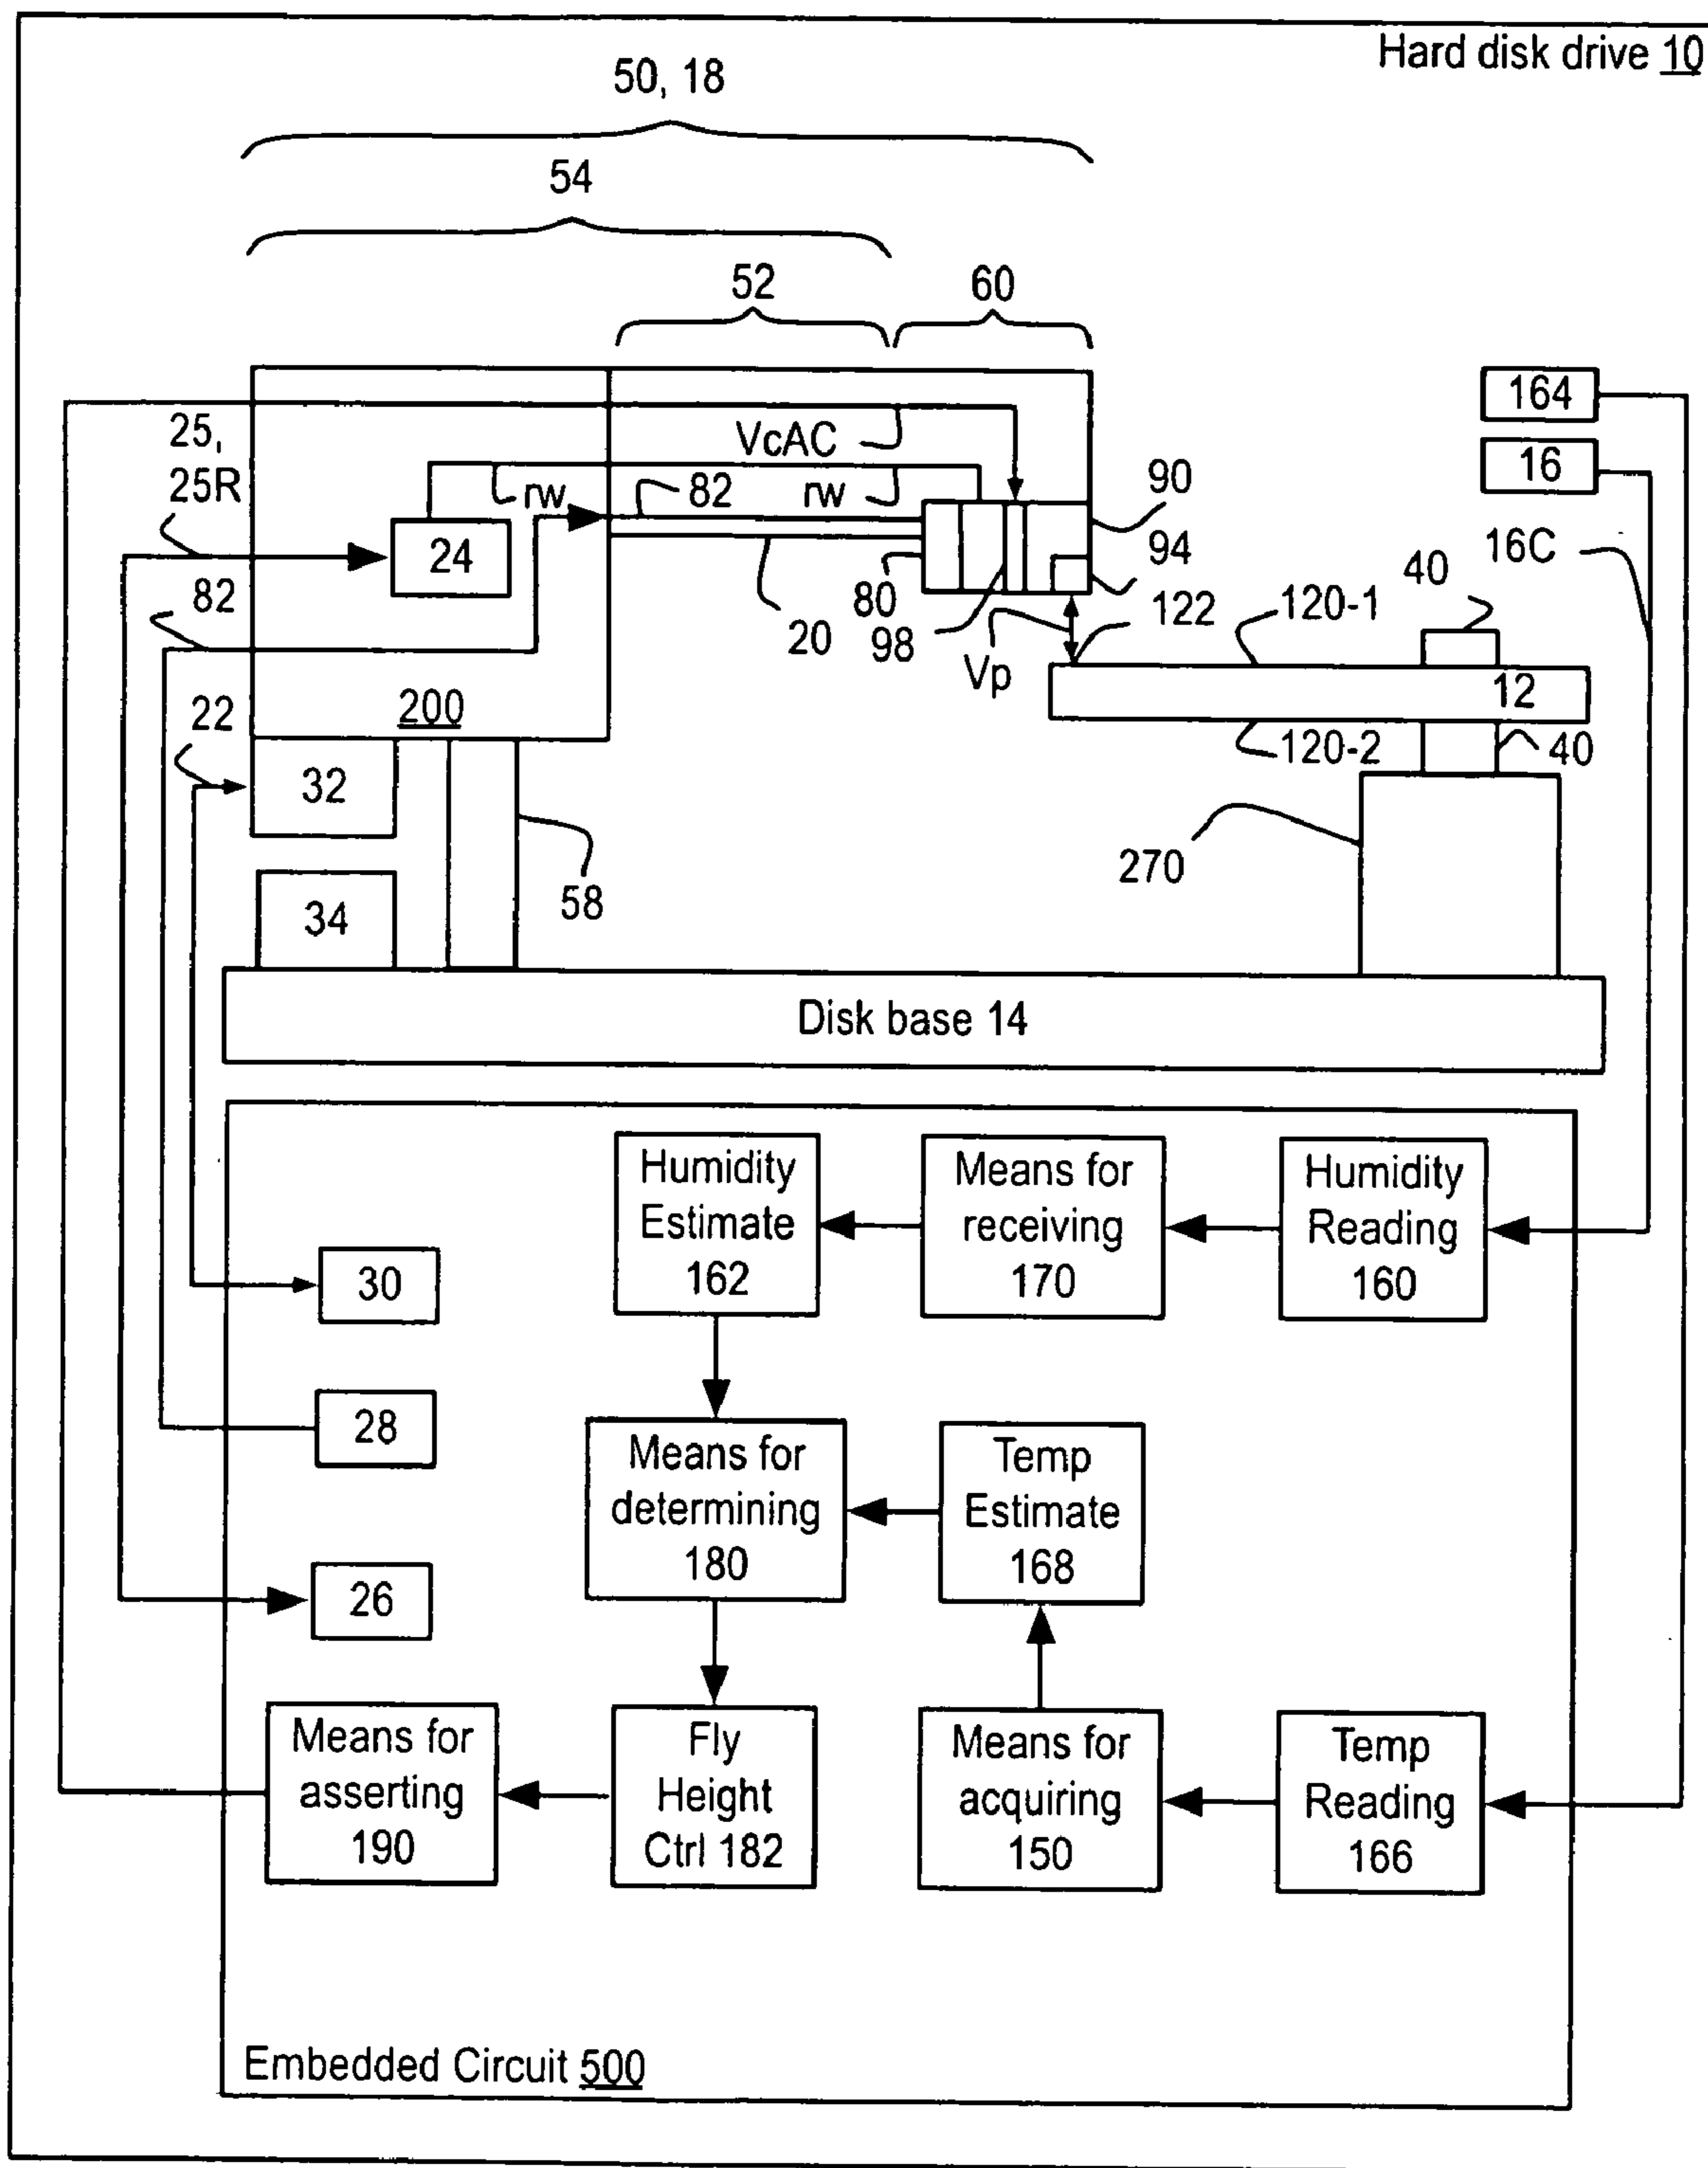 Hard disk drive 10
50, 18
54
52
60
164
16
25,
25R
VcAC
rw
82
rw
90
94
16C
40
24
82
80
98
20
122
Vp
120-1
12
22
200
120-2
40
32
270
58
34
Disk base 14
Humidity
Estimate
162
Means for
receiving
170
Humidity
Reading
160
30
28
Means for
determining
180
Temp
Estimate
168
26
Means for
asserting
190
Fly
Height
Ctrl 182
Means for
acquiring
150
Temp
Reading
166
Embedded Circuit 500